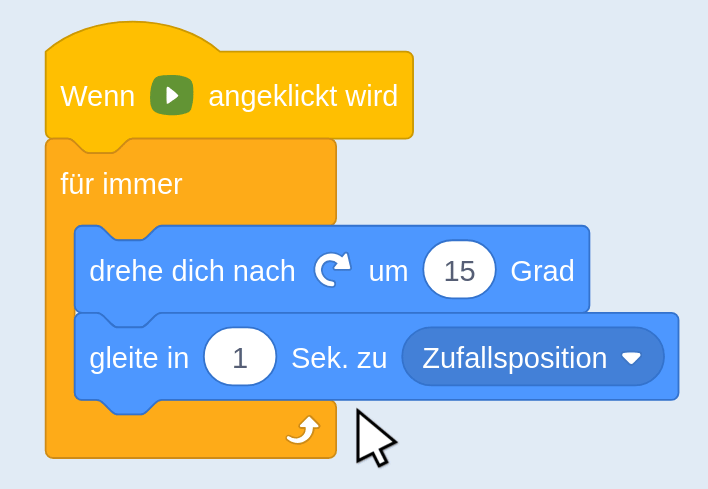 Wenn angeklickt wird
für immer
drehe dich nach um 15 Grad
gleite in 1 Sek. zu Zufallsposition